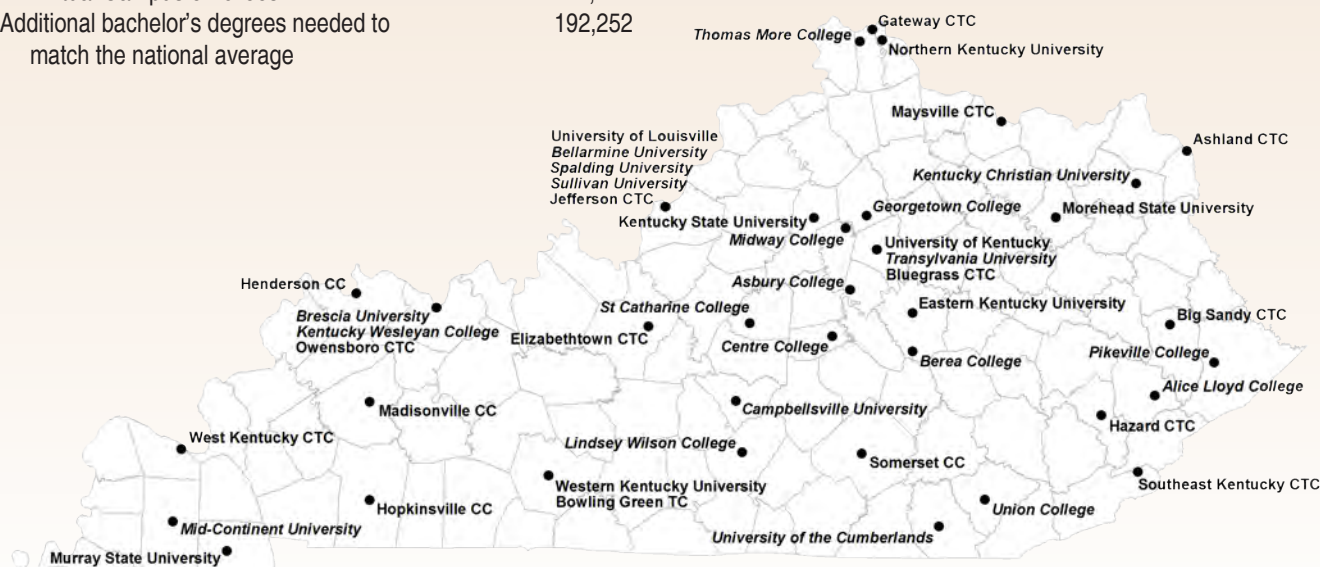 Additional bachelor’s degrees needed to 192,252
match the national average
Gateway CTC
Thomas More College
Northern Kentucky University
Maysville CTC
University of Louisville
Bellarmine University
Spalding University
Sullivan University
Jefferson CTC
Ashland CTC
Kentucky Christian University
Georgetown College
Morehead State University
Kentucky State University
Midway College
University of Kentucky
Transylvania University
Bluegrass CTC
Henderson CC
Asbury College
Brescia University
Kentucky Wesleyan College
Owensboro CTC
St Catharine College
Eastern Kentucky University
Elizabethtown CTC
Big Sandy CTC
Centre College
Berea College
Pikeville College
Alice Lloyd College
Madisonville CC
Campbellsville University
Hazard CTC
West Kentucky CTC
Lindsey Wilson College
Somerset CC
Western Kentucky University
Bowling Green TC
Southeast Kentucky CTC
Hopkinsville CC
Union College
Mid-Continent University
University of the Cumberlands
Murray State University